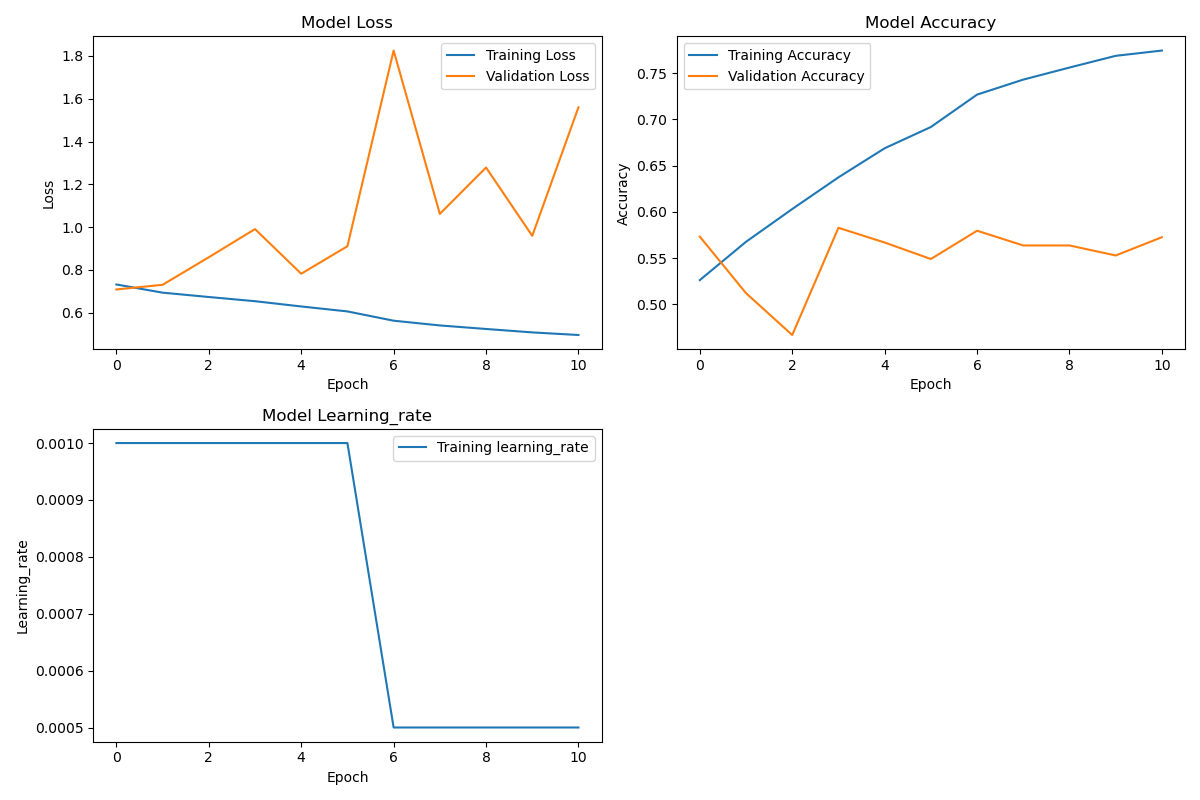 Model Loss
Training Loss
Validation Loss
1.8
1.6
1.4
1.2
1.0
0.8
0.6
Loss
0 2 4 6 8 10
Epoch
Model Accuracy
Training Accuracy
Validation Accuracy
0.75
0.70
0.65
0.60
0.55
0.50
Accuracy
0 2 4 6 8 10
Epoch
Model Learning_rate
Training learning_rate
0.0010
0.0009
0.0008
0.0007
0.0006
0.0005
Learning_rate
0 2 4 6 8 10
Epoch